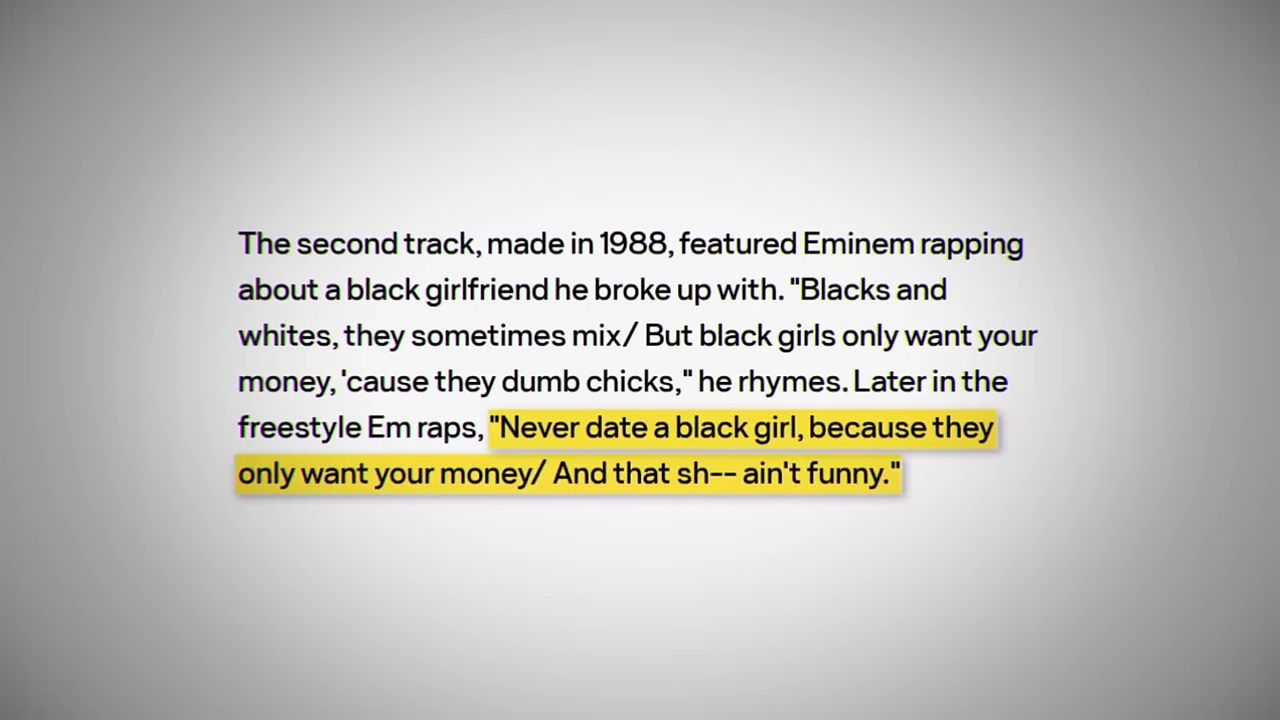 The second track, made in 1988, featured Eminem rapping
about a black girlfriend he broke up with. "Blacks and
whites, they sometimes mix/ But black girls only want your
money, 'cause they dumb chicks," he rhymes. Later in the
freestyle Em raps, "Never date a black girl, because they
only want your money/ And that sh-- ain't funny."